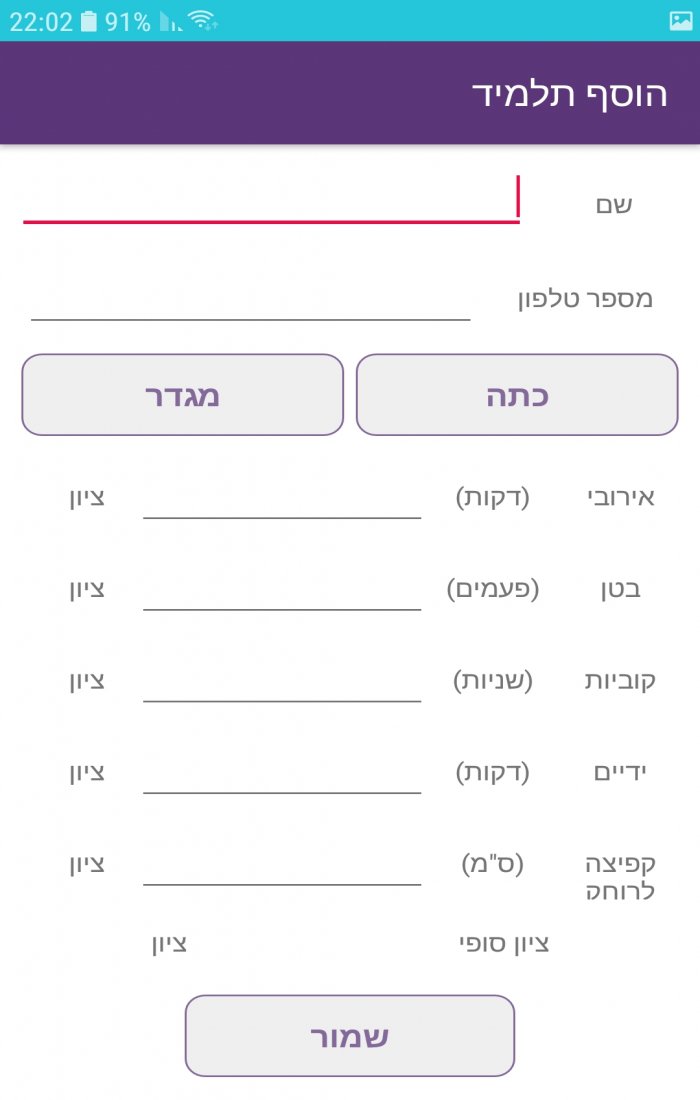 22:02 91%
הוסף תלמיד
שם
מספר טלפון
כתה מגדר
אירובי (דקות) ציון
בטן (פעמים) ציון
קוביות (שניות) ציון
ידיים (דקות) ציון
קפיצה לרוחק (ס"מ) ציון
ציון סופי ציון
שמור